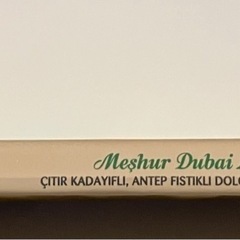 Meşhur Dubai
ÇITIR KADAYIFLI, ANTEP FISTIKLI